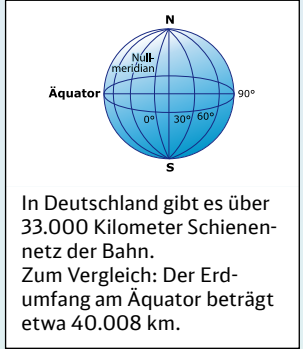 N
Null-
meridian
Äquator
90°
0° 30° 60°
S
In Deutschland gibt es über
33.000 Kilometer Schienen-
netz der Bahn.
Zum Vergleich: Der Erd-
umfang am Äquator beträgt
etwa 40.008 km.